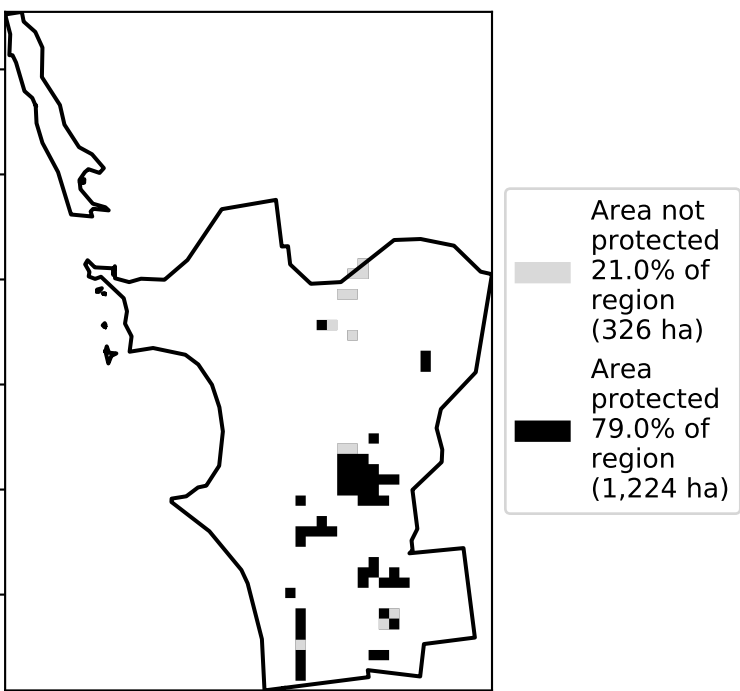 Area not
protected
21.0% of
region
(326 ha)
Area
protected
79.0% of
region
(1,224 ha)